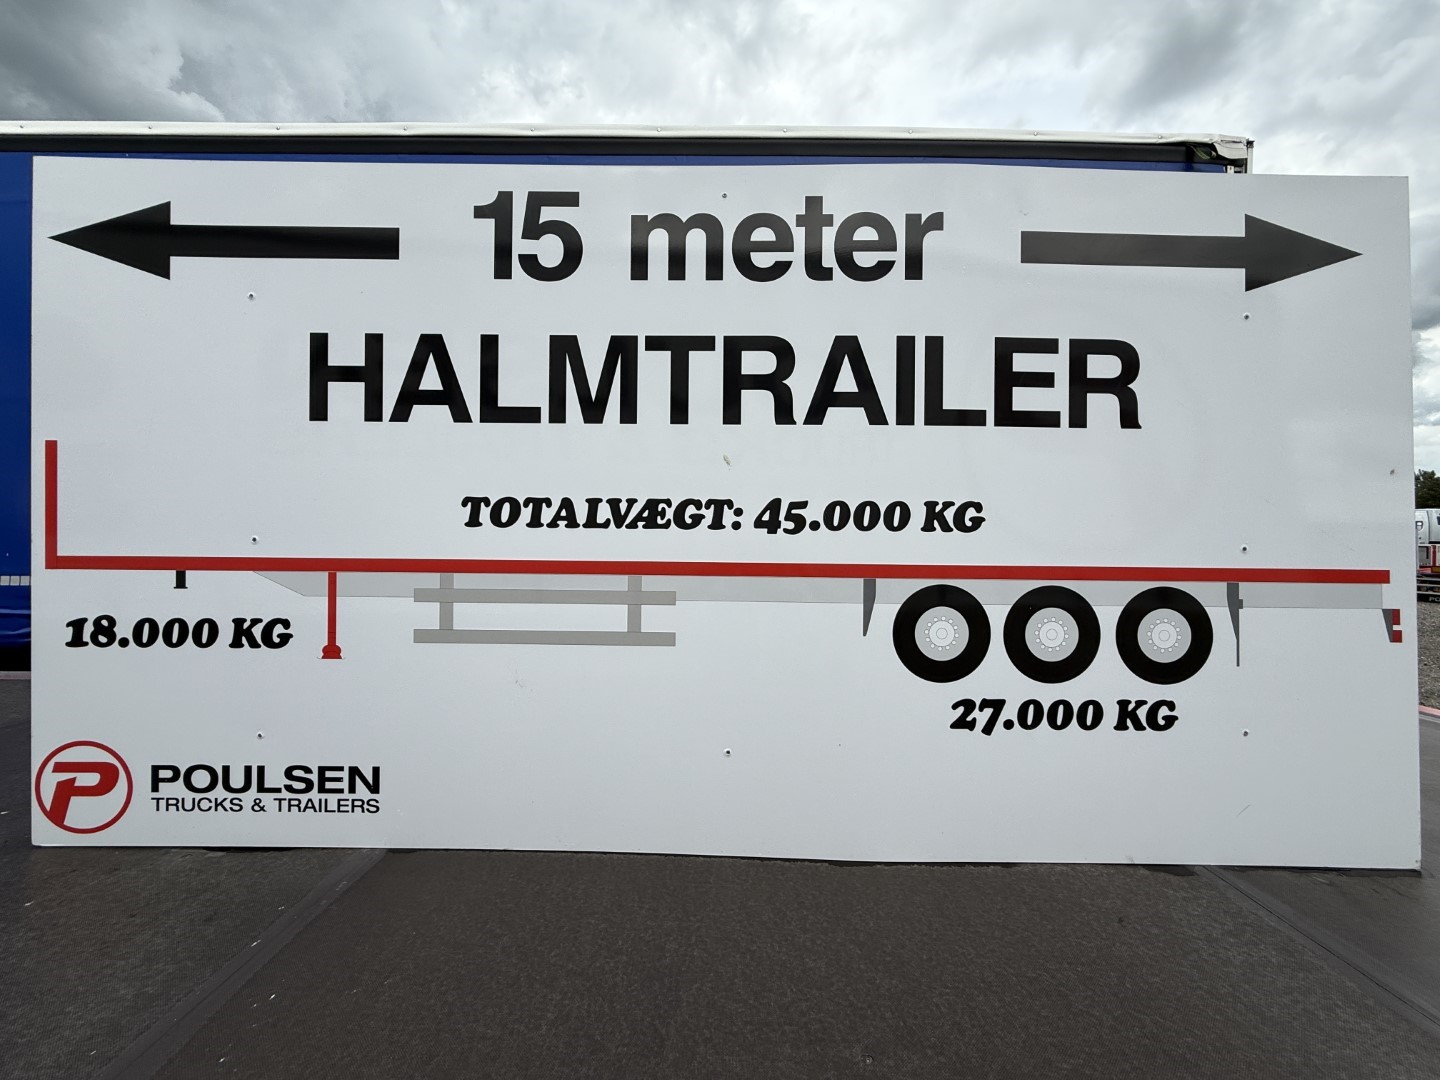 15 meter
HALMTRAILER
TOTALVÆGT: 45.000 KG
18.000 KG
27.000 KG
P
POULSEN
TRUCKS & TRAILERS